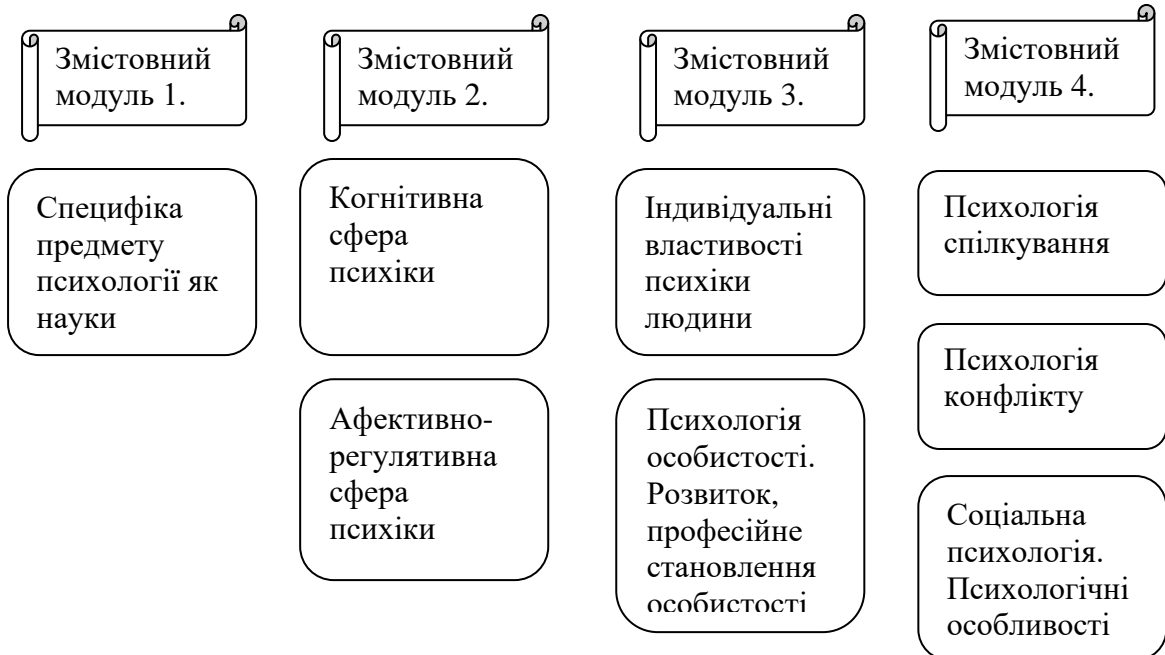 Змістовний
модуль 1.
Змістовний
модуль 2.
Змістовний
модуль 3.
Змістовний
модуль 4.
Специфіка
предмету
психології як
науки
Когнітивна
сфера
психіки
Афективно-
регулятивна
сфера
психіки
Індивідуальні
властивості
психіки
людини
Психологія
особистості.
Розвиток,
професійне
становлення
особистості
Психологія
спілкування
Психологія
конфлікту
Соціальна
психологія.
Психологічні
особливості